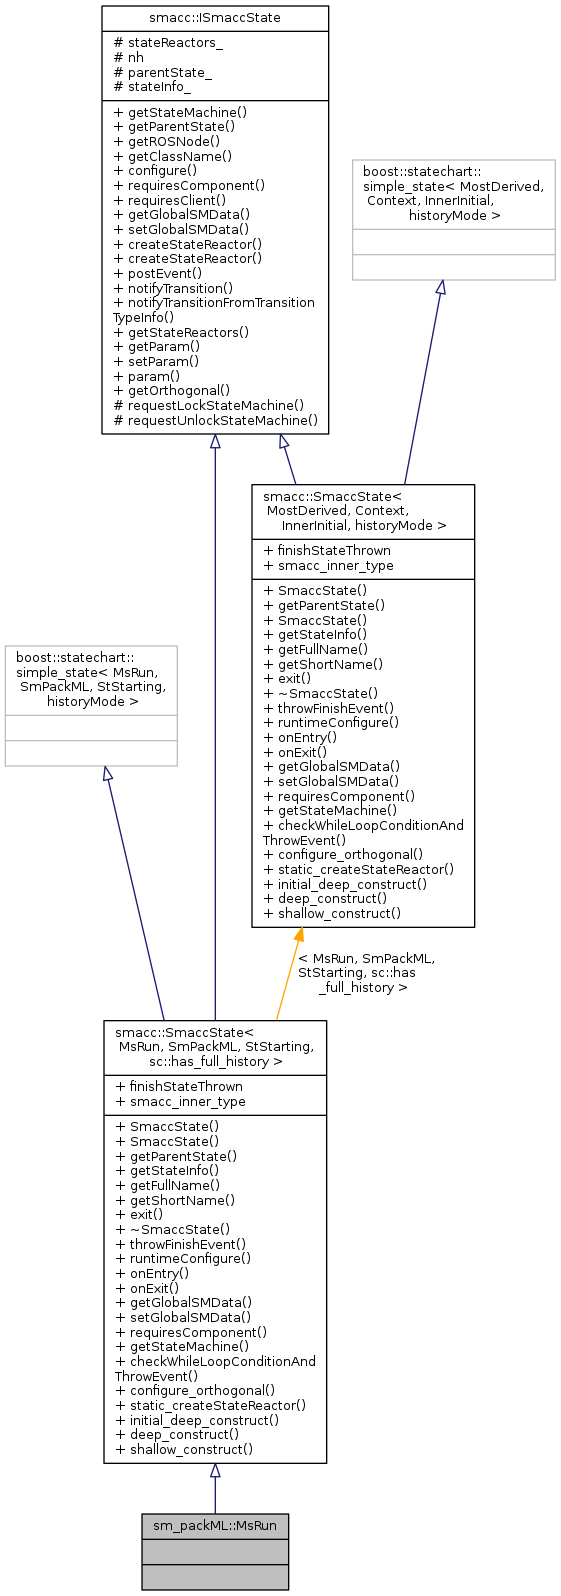 smacc::ISmaccState
# stateReactors_
# nh
# parentState_
# stateInfo_
+ getStateMachine()
+ getParentState()
+ getROSNode()
+ getClassName()
+ configure()
+ requiresComponent()
+ requiresClient()
+ getGlobalSMData()
+ setGlobalSMData()
+ createStateReactor()
+ createStateReactor()
+ postEvent()
+ notifyTransition()
+ notifyTransitionFromTransition
TypeInfo()
+ getStateReactors()
+ getParam()
+ setParam()
+ param()
+ getOrthogonal()
# requestLockStateMachine()
# requestUnlockStateMachine()
boost::statechart::
simple_state< MostDerived,
Context, InnerInitial,
historyMode >
smacc::SmaccState<
MostDerived, Context,
InnerInitial, historyMode >
+ finishStateThrown
+ smacc_inner_type
+ SmaccState()
+ getParentState()
+ SmaccState()
+ getStateInfo()
+ getFullName()
+ getShortName()
+ exit()
+ ~SmaccState()
+ throwFinishEvent()
+ runtimeConfigure()
+ onEntry()
+ onExit()
+ getGlobalSMData()
+ setGlobalSMData()
+ requiresComponent()
+ getStateMachine()
+ checkWhileLoopConditionAnd
ThrowEvent()
+ configure_orthogonal()
+ static_createStateReactor()
+ initial_deep_construct()
+ deep_construct()
+ shallow_construct()
boost::statechart::
simple_state< MsRun,
SmPackML, StStarting,
historyMode >
< MsRun, SmPackML,
StStarting, sc::has
_full_history >
smacc::SmaccState<
MsRun, SmPackML, StStarting,
sc::has_full_history >
+ finishStateThrown
+ smacc_inner_type
+ SmaccState()
+ SmaccState()
+ getParentState()
+ getStateInfo()
+ getFullName()
+ getShortName()
+ exit()
+ ~SmaccState()
+ throwFinishEvent()
+ runtimeConfigure()
+ onEntry()
+ onExit()
+ getGlobalSMData()
+ setGlobalSMData()
+ requiresComponent()
+ getStateMachine()
+ checkWhileLoopConditionAnd
ThrowEvent()
+ configure_orthogonal()
+ static_createStateReactor()
+ initial_deep_construct()
+ deep_construct()
+ shallow_construct()
sm_packML::MsRun